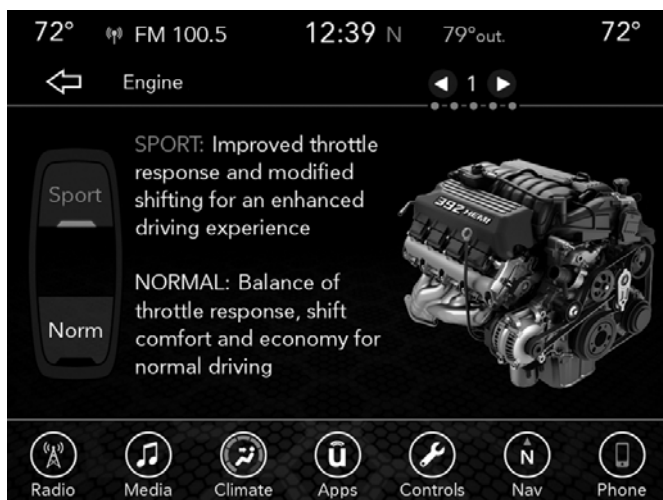 72° FM 100.5 12:39 N 79°out. 72°
Engine 1
SPORT: Improved throttle
response and modified
shifting for an enhanced
driving experience
Sport
392 HEMI
NORMAL: Balance of
throttle response, shift
comfort and economy for
normal driving
Norm
Radio Media Climate ū Apps Controls N Nav Phone